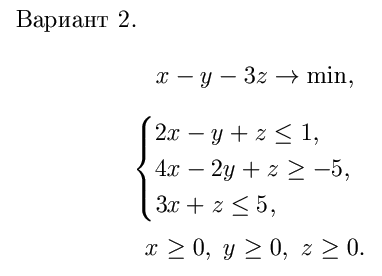 Вариант 2.
x − y − 3z → min,
2x − y + z ≤ 1,
4x − 2y + z ≥ −5,
3x + z ≤ 5,
x ≥ 0, y ≥ 0, z ≥ 0.